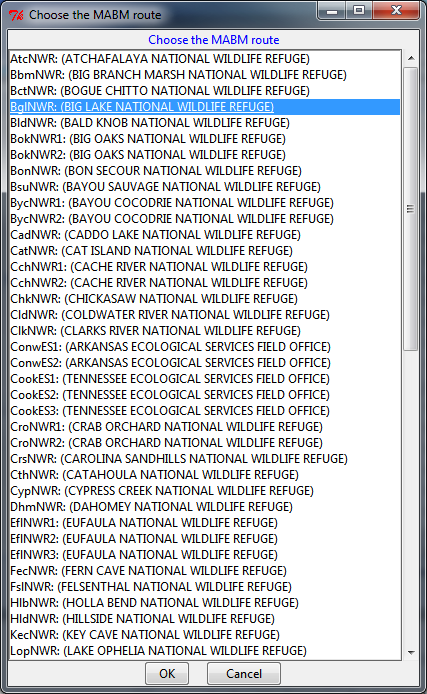 Choose the MABM route
Choose the MABM route
AtcNWR: (ATCHAFALAYA NATIONAL WILDLIFE REFUGE)
BbmNWR: (BIG BRANCH MARSH NATIONAL WILDLIFE REFUGE)
BctNWR: (BOGUE CHITTO NATIONAL WILDLIFE REFUGE)
BglNWR: (BIG LAKE NATIONAL WILDLIFE REFUGE)
BldNWR: (BALD KNOB NATIONAL WILDLIFE REFUGE)
BokNWR1: (BIG OAKS NATIONAL WILDLIFE REFUGE)
BokNWR2: (BIG OAKS NATIONAL WILDLIFE REFUGE)
BonNWR: (BON SECOUR NATIONAL WILDLIFE REFUGE)
BsuNWR: (BAYOU SAUVAGE NATIONAL WILDLIFE REFUGE)
BycNWR1: (BAYOU COCODRIE NATIONAL WILDLIFE REFUGE)
BycNWR2: (BAYOU COCODRIE NATIONAL WILDLIFE REFUGE)
CadNWR: (CADDO LAKE NATIONAL WILDLIFE REFUGE)
CatNWR: (CAT ISLAND NATIONAL WILDLIFE REFUGE)
CchNWR1: (CACHE RIVER NATIONAL WILDLIFE REFUGE)
CchNWR2: (CACHE RIVER NATIONAL WILDLIFE REFUGE)
ChkNWR: (CHICKASAW NATIONAL WILDLIFE REFUGE)
CldNWR: (COLDWATER RIVER NATIONAL WILDLIFE REFUGE)
ClkNWR: (CLARKS RIVER NATIONAL WILDLIFE REFUGE)
ConwES1: (ARKANSAS ECOLOGICAL SERVICES FIELD OFFICE)
ConwES2: (ARKANSAS ECOLOGICAL SERVICES FIELD OFFICE)
CookES1: (TENNESSEE ECOLOGICAL SERVICES FIELD OFFICE)
CookES2: (TENNESSEE ECOLOGICAL SERVICES FIELD OFFICE)
CookES3: (TENNESSEE ECOLOGICAL SERVICES FIELD OFFICE)
CroNWR1: (CRAB ORCHARD NATIONAL WILDLIFE REFUGE)
CroNWR2: (CRAB ORCHARD NATIONAL WILDLIFE REFUGE)
CrsNWR: (CAROLINA SANDHILLS NATIONAL WILDLIFE REFUGE)
CthNWR: (CATAHOULA NATIONAL WILDLIFE REFUGE)
CypNWR: (CYPRESS CREEK NATIONAL WILDLIFE REFUGE)
DhmNWR: (DAHOMEY NATIONAL WILDLIFE REFUGE)
EflNWR1: (EUFAULA NATIONAL WILDLIFE REFUGE)
EflNWR2: (EUFAULA NATIONAL WILDLIFE REFUGE)
EflNWR3: (EUFAULA NATIONAL WILDLIFE REFUGE)
FecNWR: (FERN CAVE NATIONAL WILDLIFE REFUGE)
FslNWR: (FELSENTHAL NATIONAL WILDLIFE REFUGE)
HlbNWR: (HOLLA BEND NATIONAL WILDLIFE REFUGE)
HldNWR: (HILLSIDE NATIONAL WILDLIFE REFUGE)
KecNWR: (KEY CAVE NATIONAL WILDLIFE REFUGE)
LopNWR: (LAKE OPHELIA NATIONAL WILDLIFE REFUGE)
OK
Cancel